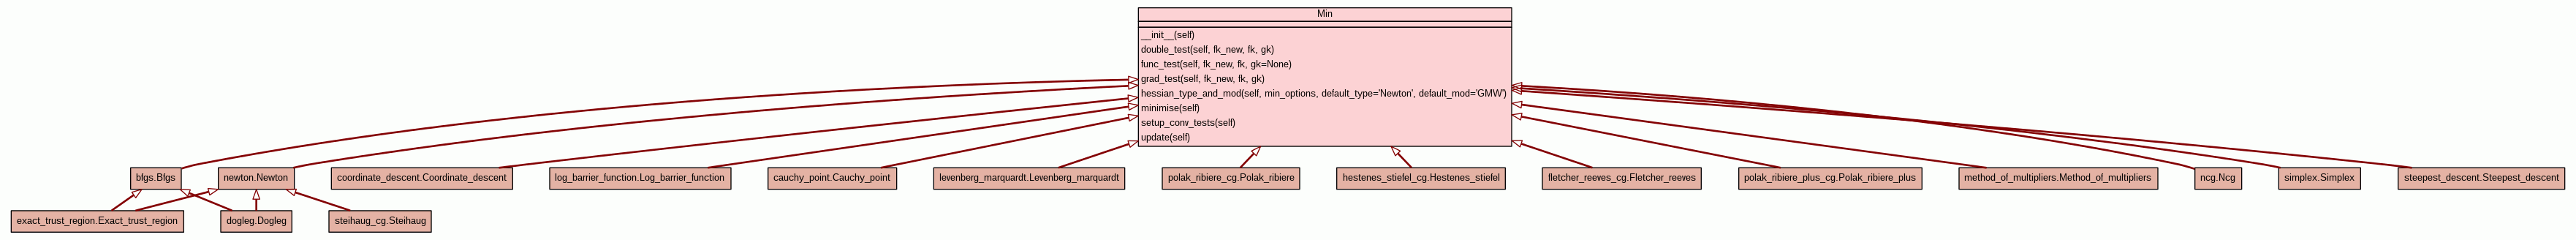 Min
__init__(self)
double_test(self, fk_new, fk, gk)
func_test(self, fk_new, fk, gk=None)
grad_test(self, fk_new, fk, gk)
hessian_type_and_mod(self, min_options, default_type='Newton', default_mod='GMW')
minimise(self)
setup_conv_tests(self)
update(self)
bfgs.Bfgs
newton.Newton
coordinate_descent.Coordinate_descent
log_barrier_function.Log_barrier_function
cauchy_point.Cauchy_point
levenberg_marquardt.Levenberg_marquardt
polak_ribiere_cg.Polak_ribiere
hestenes_stiefel_cg.Hestenes_stiefel
fletcher_reeves_cg.Fletcher_reeves
polak_ribiere_plus_cg.Polak_ribiere_plus
method_of_multipliers.Method_of_multipliers
ncg.Ncg
simplex.Simplex
steepest_descent.Steepest_descent
exact_trust_region.Exact_trust_region
dogleg.Dogleg
steihaug_cg.Steihaug